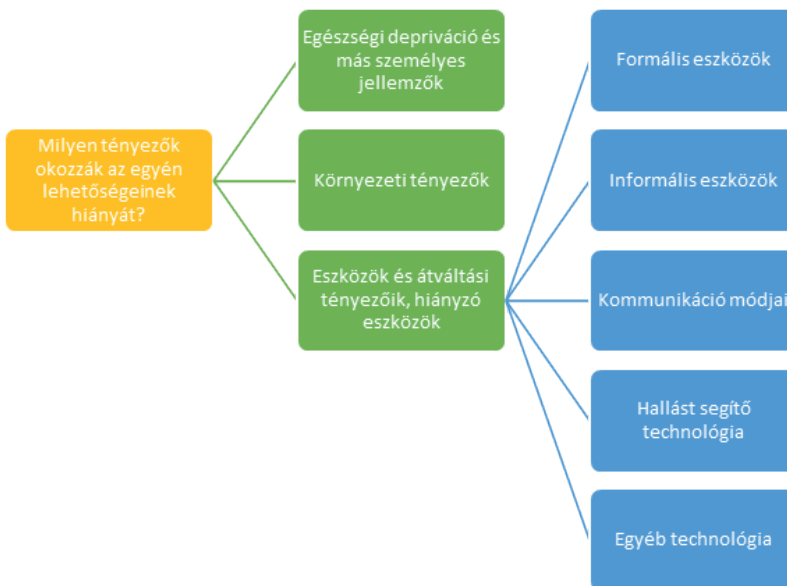 Milyen tényezők
okozzák az egyén
lehetőségeinek
hiányát?
Egészségi depriváció és
más személyes
jellemzők
Környezeti tényezők
Eszközök és átváltási
tényezőik, hiányzó
eszközök
Formális eszközök
Informális eszközök
Kommunikáció módjai
Hallást segítő
technológia
Egyéb technológia